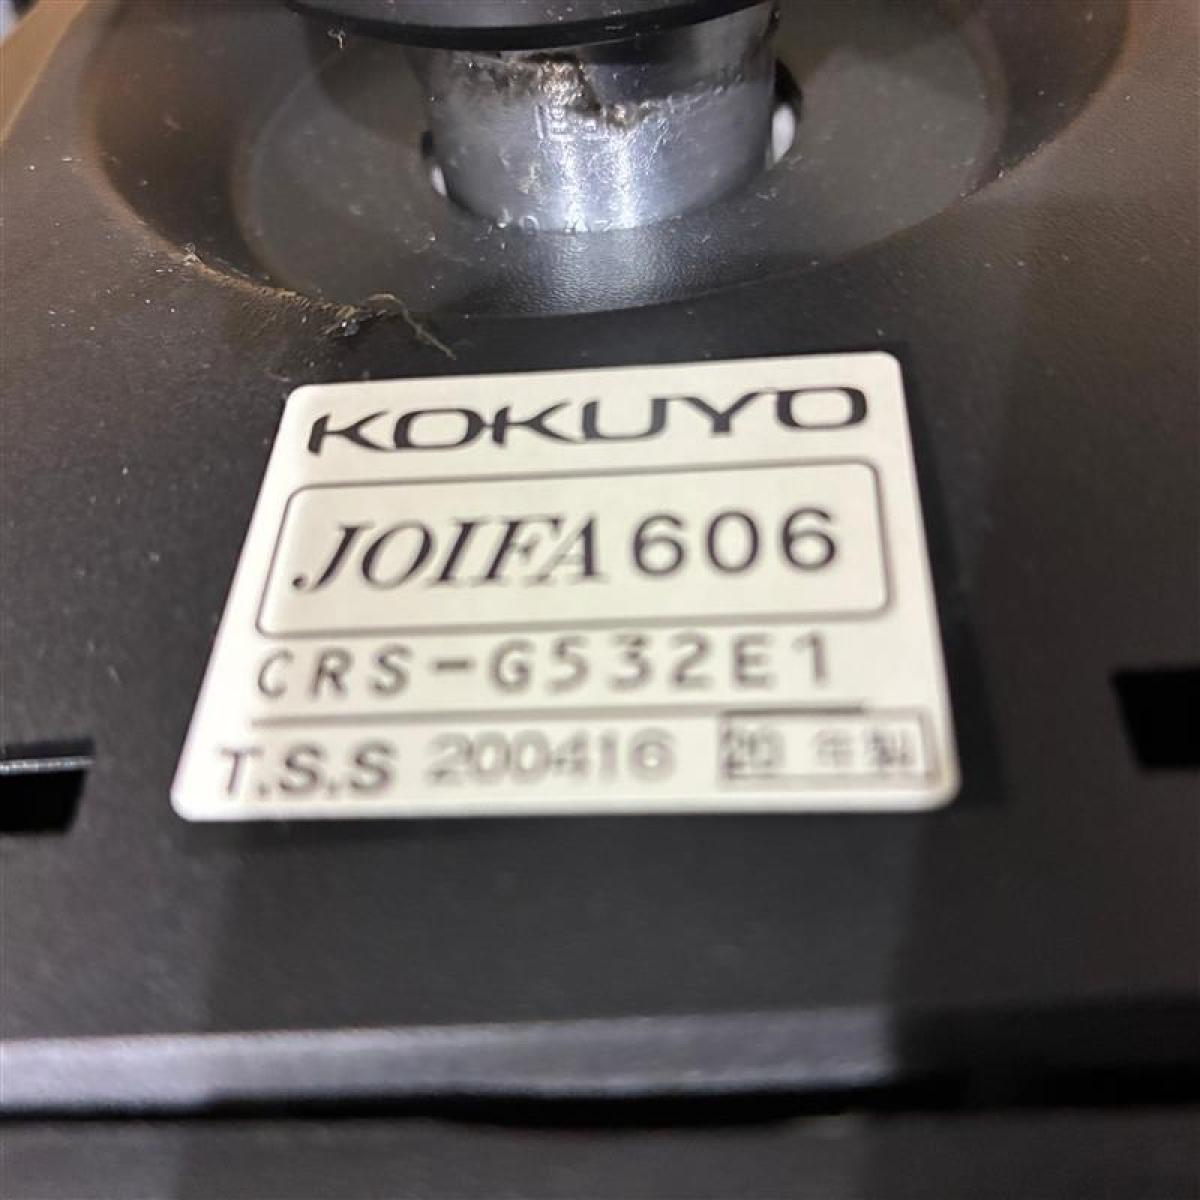 KOKUYO
JOIFA 606
CRS-G532E1
T.S.S 200416 20 年製